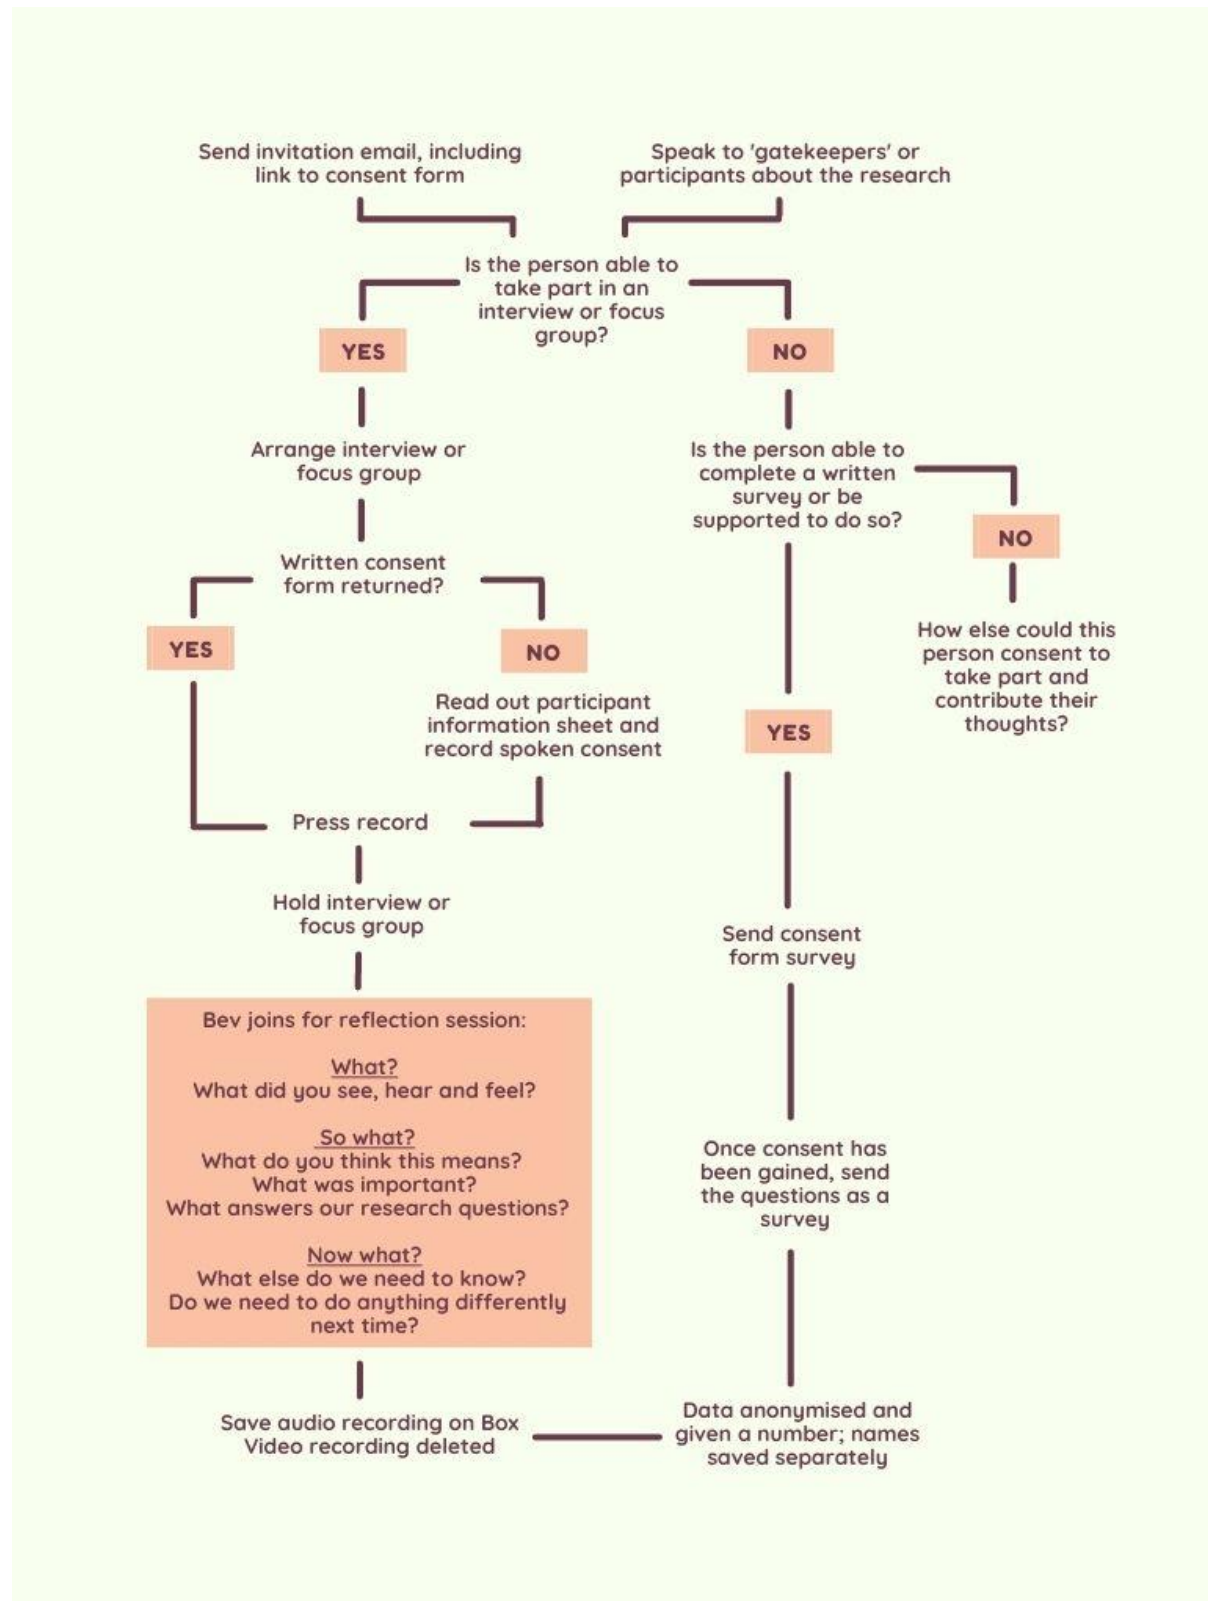 Send invitation email, including
link to consent form
Speak to 'gatekeepers' or
participants about the research
Is the person able to
take part in an
interview or focus
group?
YES
NO
Arrange interview or
focus group
Is the person able to
complete a written
survey or be
supported to do so?
NO
Written consent
form returned?
YES
NO
How else could this
person consent to
take part and
contribute their
thoughts?
Read out participant
information sheet and
record spoken consent
YES
Press record
Hold interview or
focus group
Send consent
form survey
Bev joins for reflection session:
What?
What did you see, hear and feel?
So what?
What do you think this means?
What was important?
What answers our research questions?
Now what?
What else do we need to know?
Do we need to do anything differently
next time?
Once consent has
been gained, send
the questions as a
survey
Save audio recording on Box
Video recording deleted
Data anonymised and
given a number; names
saved separately